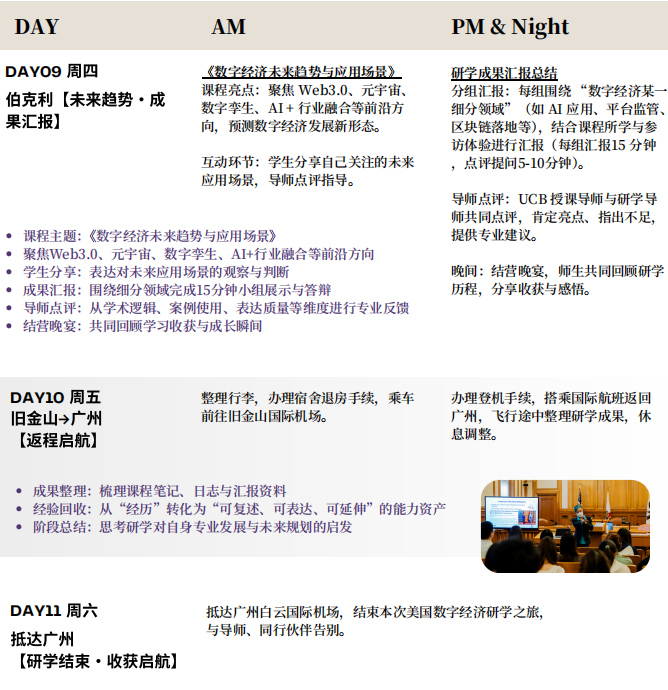 DAY
AM
PM & Night
DAY09 周四
伯克利【未来趋势·成
果汇报】
《数字经济未来趋势与应用场景》
课程亮点：聚焦 Web3.0、元宇宙、
数字孪生、AI + 行业融合等前沿方
向，预测数字经济发展新形态。
互动环节：学生分享自己关注的未来
应用场景，导师点评指导。
研学成果汇报总结
分组汇报：每组围绕 “数字经济某一
细分领域” （如 AI 应用、平台监管、
区块链落地等），结合课程所学与参
访体验进行汇报（每组汇报15 分钟
，点评提问5-10分钟）。
导师点评：UCB 授课导师与研学导
师共同点评，肯定亮点、指出不足，
提供专业建议。
晚间：结营晚宴，师生共同回顾研学
历程，分享收获与感悟。
• 课程主题：《数字经济未来趋势与应用场景》
• 聚焦Web3.0、元宇宙、数字孪生、AI+行业融合等前沿方向
• 学生分享：表达对未来应用场景的观察与判断
• 成果汇报：围绕细分领域完成15分钟小组展示与答辩
• 导师点评：从学术逻辑、案例使用、表达质量等维度进行专业反馈
• 结营晚宴：共同回顾学习收获与成长瞬间
DAY10 周五
旧金山→广州
【返程启航】
整理行李，办理宿舍退房手续，乘车
前往旧金山国际机场。
办理登机手续，搭乘国际航班返回
广州，飞行途中整理研学成果，休
息调整。
• 成果整理：梳理课程笔记、日志与汇报资料
• 经验回收：从“经历”转化为“可复述、可表达、可延伸”的能力资产
• 阶段总结：思考研学对自身专业发展与未来规划的启发
DAY11 周六
抵达广州
【研学结束·收获启航】
抵达广州白云国际机场，结束本次美国数字经济研学之旅，
与导师、同行伙伴告别。